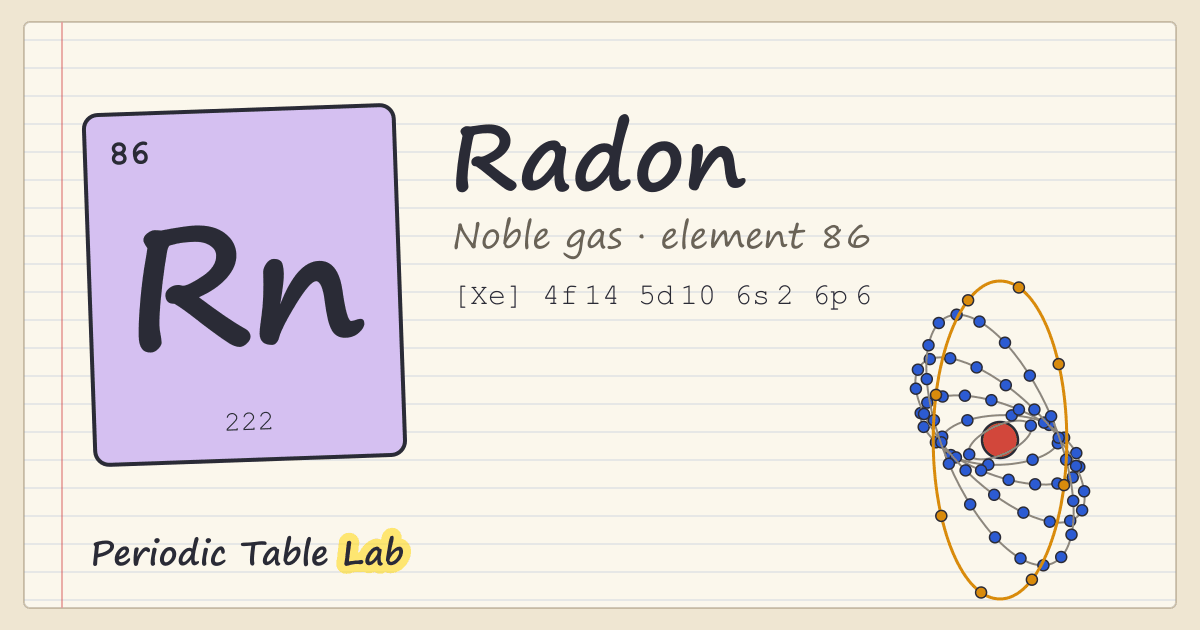 86
Rn
222
Radon
Noble gas · element 86
[Xe] 4f14 5d10 6s2 6p6
Periodic Table Lab